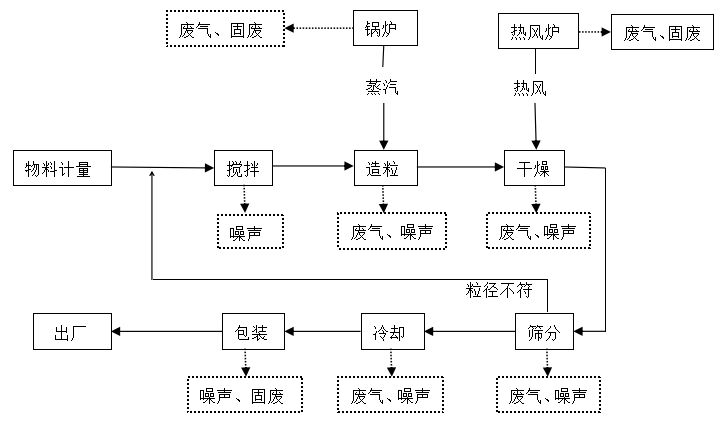 废气、固废
锅炉
热风炉
废气、固废
蒸汽
热风
物料计量
搅拌
造粒
干燥
噪声
废气、噪声
废气、噪声
粒径不符
出厂
包装
冷却
筛分
噪声、固废
废气、噪声
废气、噪声